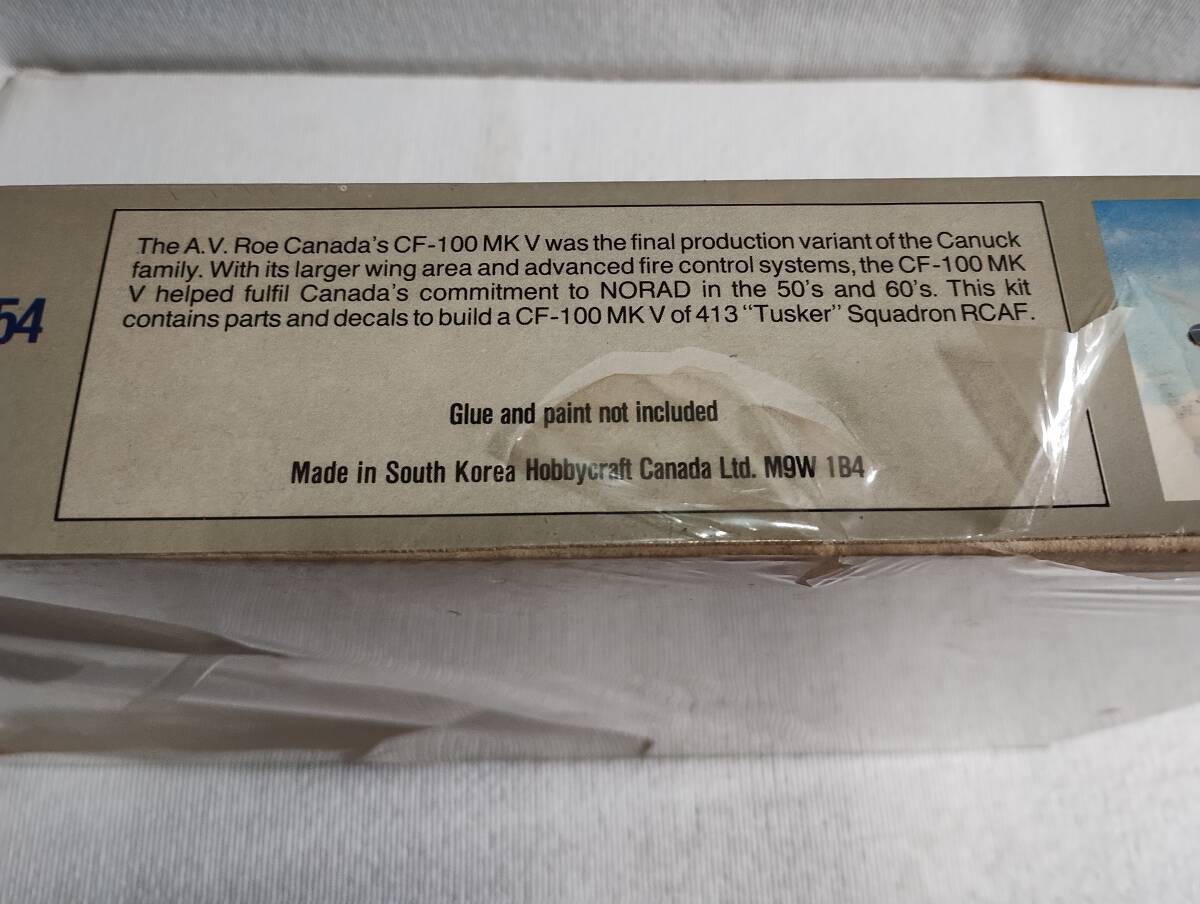 The A.V. Roe Canada's CF-100 MK V was the final production variant of the Canuck
family. With its larger wing area and advanced fire control systems, the CF-100 MK
V helped fulfil Canada's commitment to NORAD in the 50's and 60's. This kit
contains parts and decals to build a CF-100 MK V of 413 "Tusker" Squadron RCAF.
54
Glue and paint not included
Made in South Korea Hobbycraft Canada Ltd. M9W 1B4